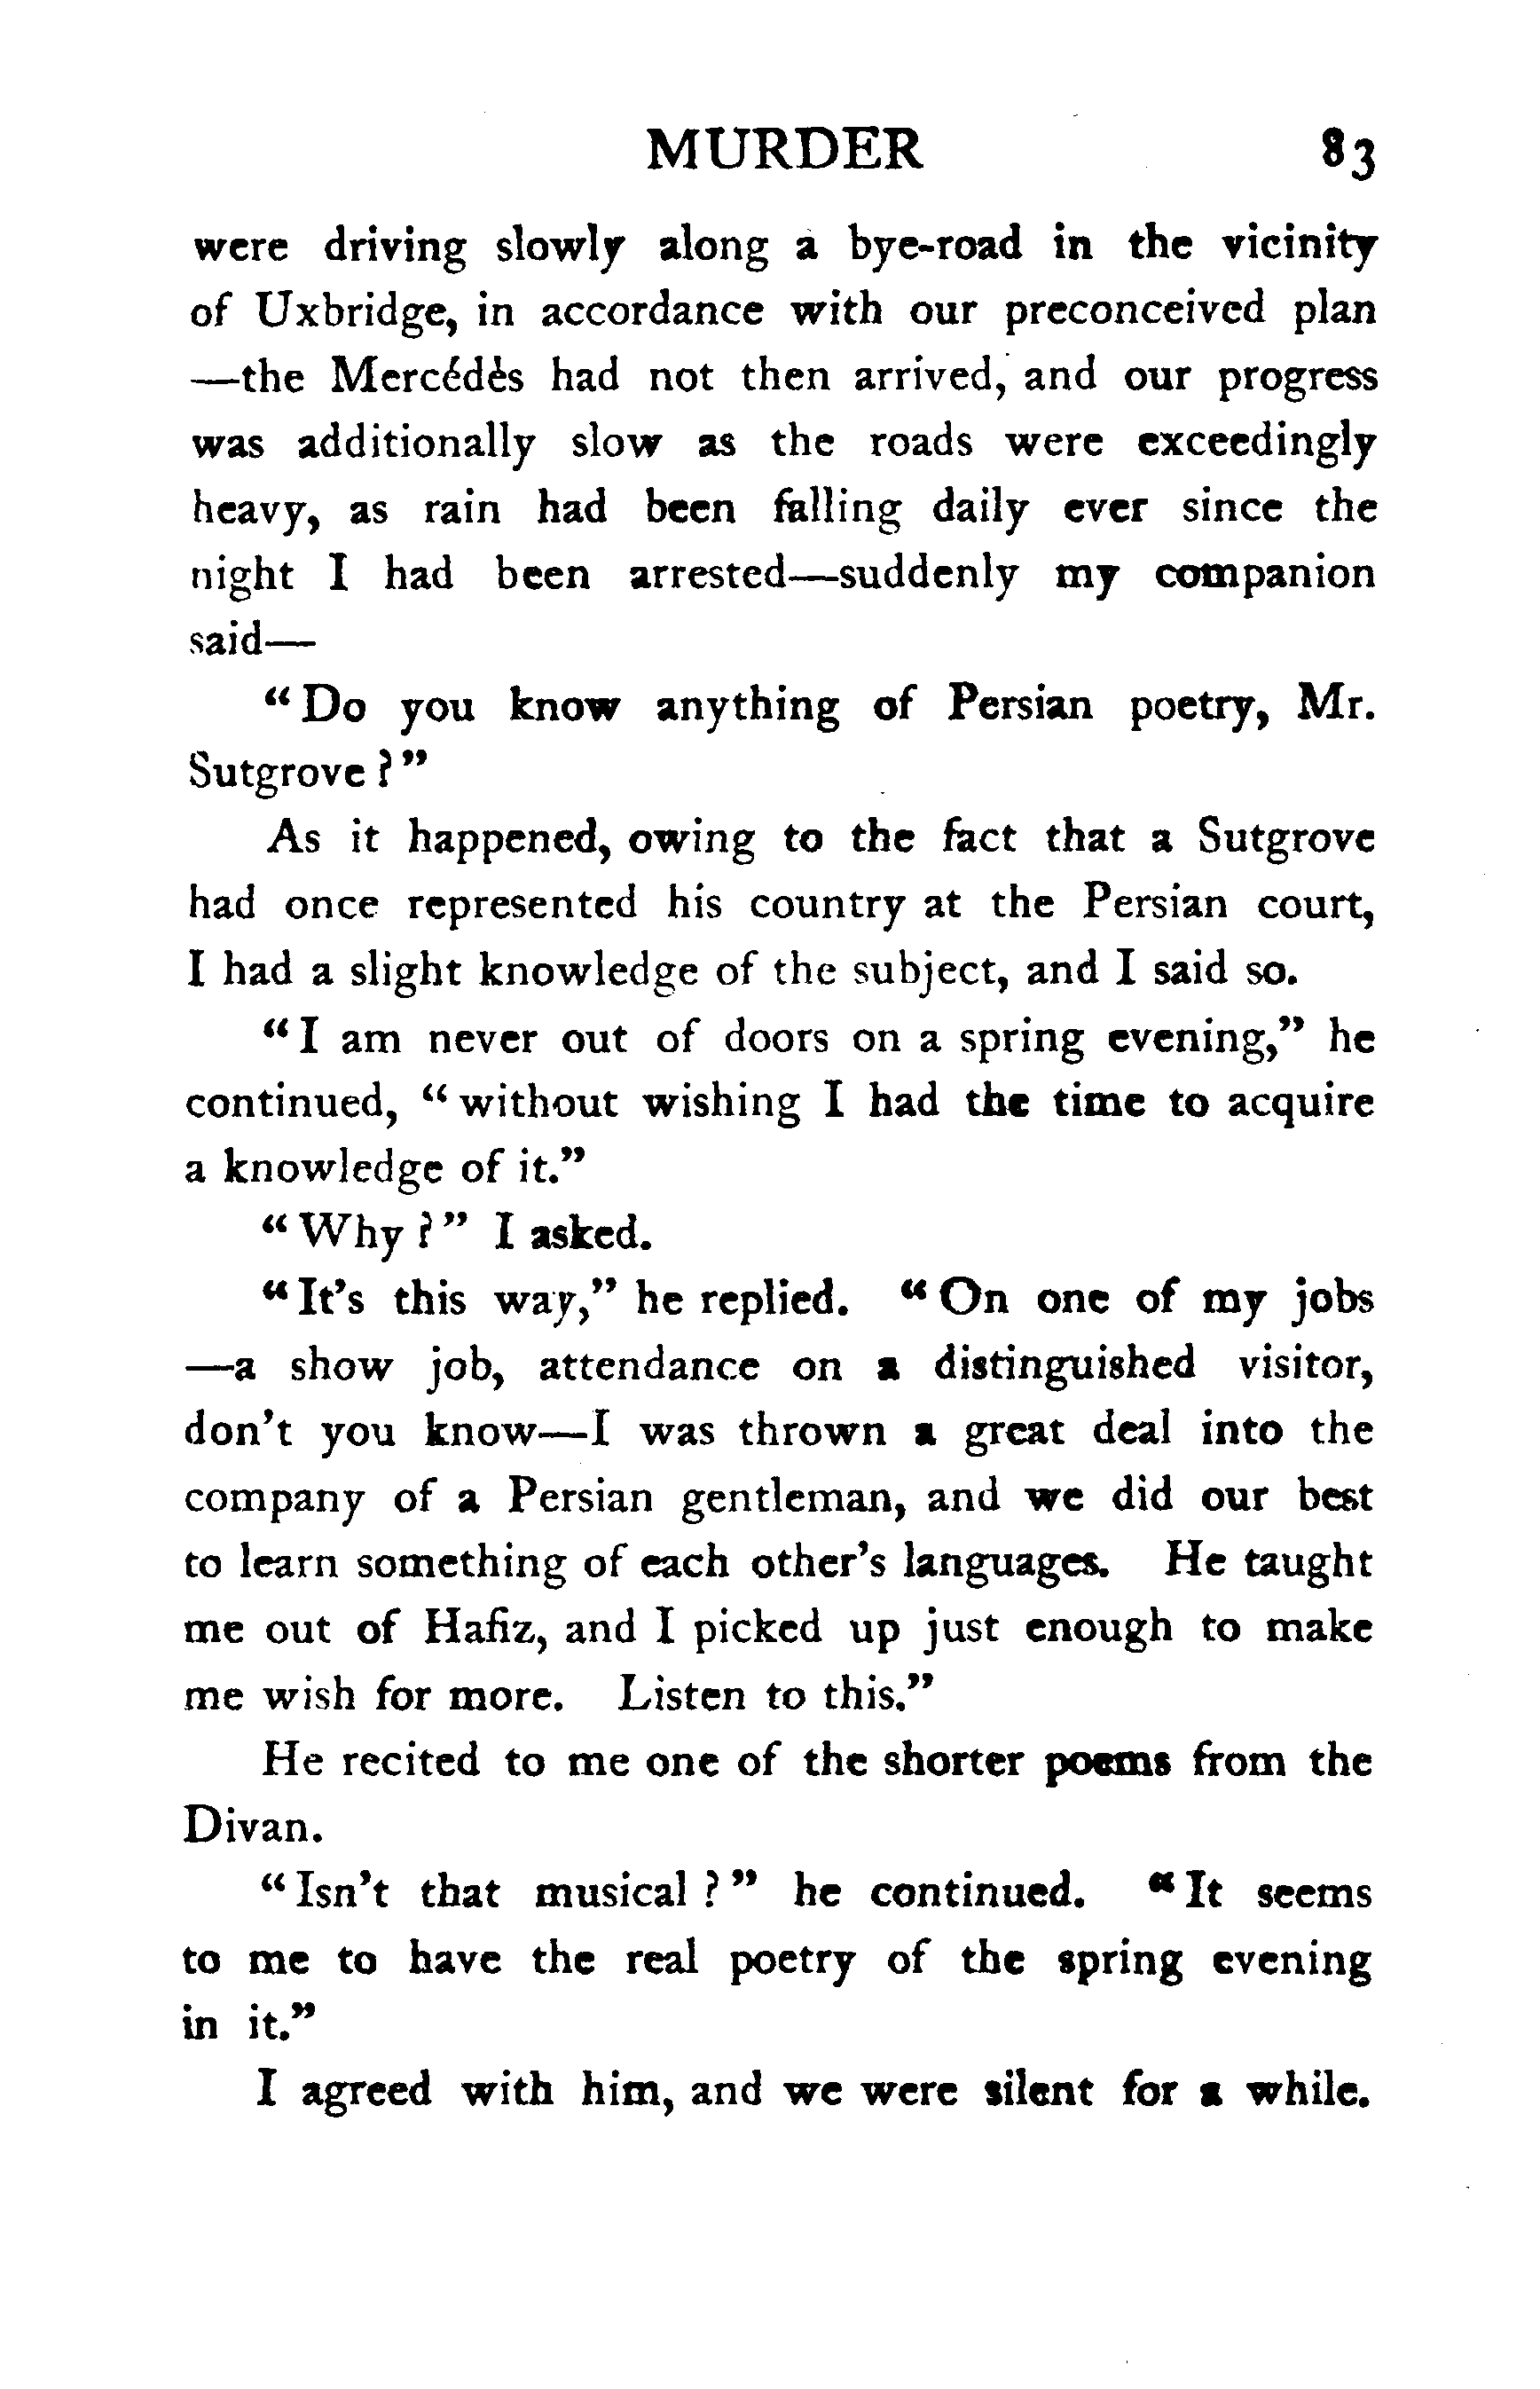 MURDER 83
were driving slowly along a bye-road in the vicinity
of Uxbridge, in accordance with our preconceived plan
—the Mercédès had not then arrived, and our progress
was additionally slow as the roads were exceedingly
heavy, as rain had been falling daily ever since the
night I had been arrested—suddenly my companion
said—
“Do you know anything of Persian poetry, Mr.
Sutgrove?”
As it happened, owing to the fact that a Sutgrove
had once represented his country at the Persian court,
I had a slight knowledge of the subject, and I said so.
“I am never out of doors on a spring evening,” he
continued, “without wishing I had the time to acquire
a knowledge of it.”
“Why?” I asked.
“It’s this way,” he replied. “On one of my jobs
—a show job, attendance on a distinguished visitor,
don’t you know—I was thrown a great deal into the
company of a Persian gentleman, and we did our best
to learn something of each other’s languages. He taught
me out of Hafiz, and I picked up just enough to make
me wish for more. Listen to this.”
He recited to me one of the shorter poems from the
Divan.
“Isn’t that musical?” he continued. “It seems
to me to have the real poetry of the spring evening
in it.”
I agreed with him, and we were silent for a while.